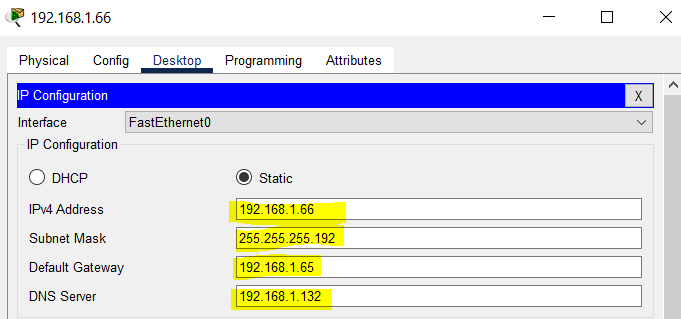 192.168.1.66
Physical Config Desktop Programming Attributes
IP Configuration X
Interface FastEthernet0
IP Configuration
DHCP Static
IPv4 Address 192.168.1.66
Subnet Mask 255.255.255.192
Default Gateway 192.168.1.65
DNS Server 192.168.1.132